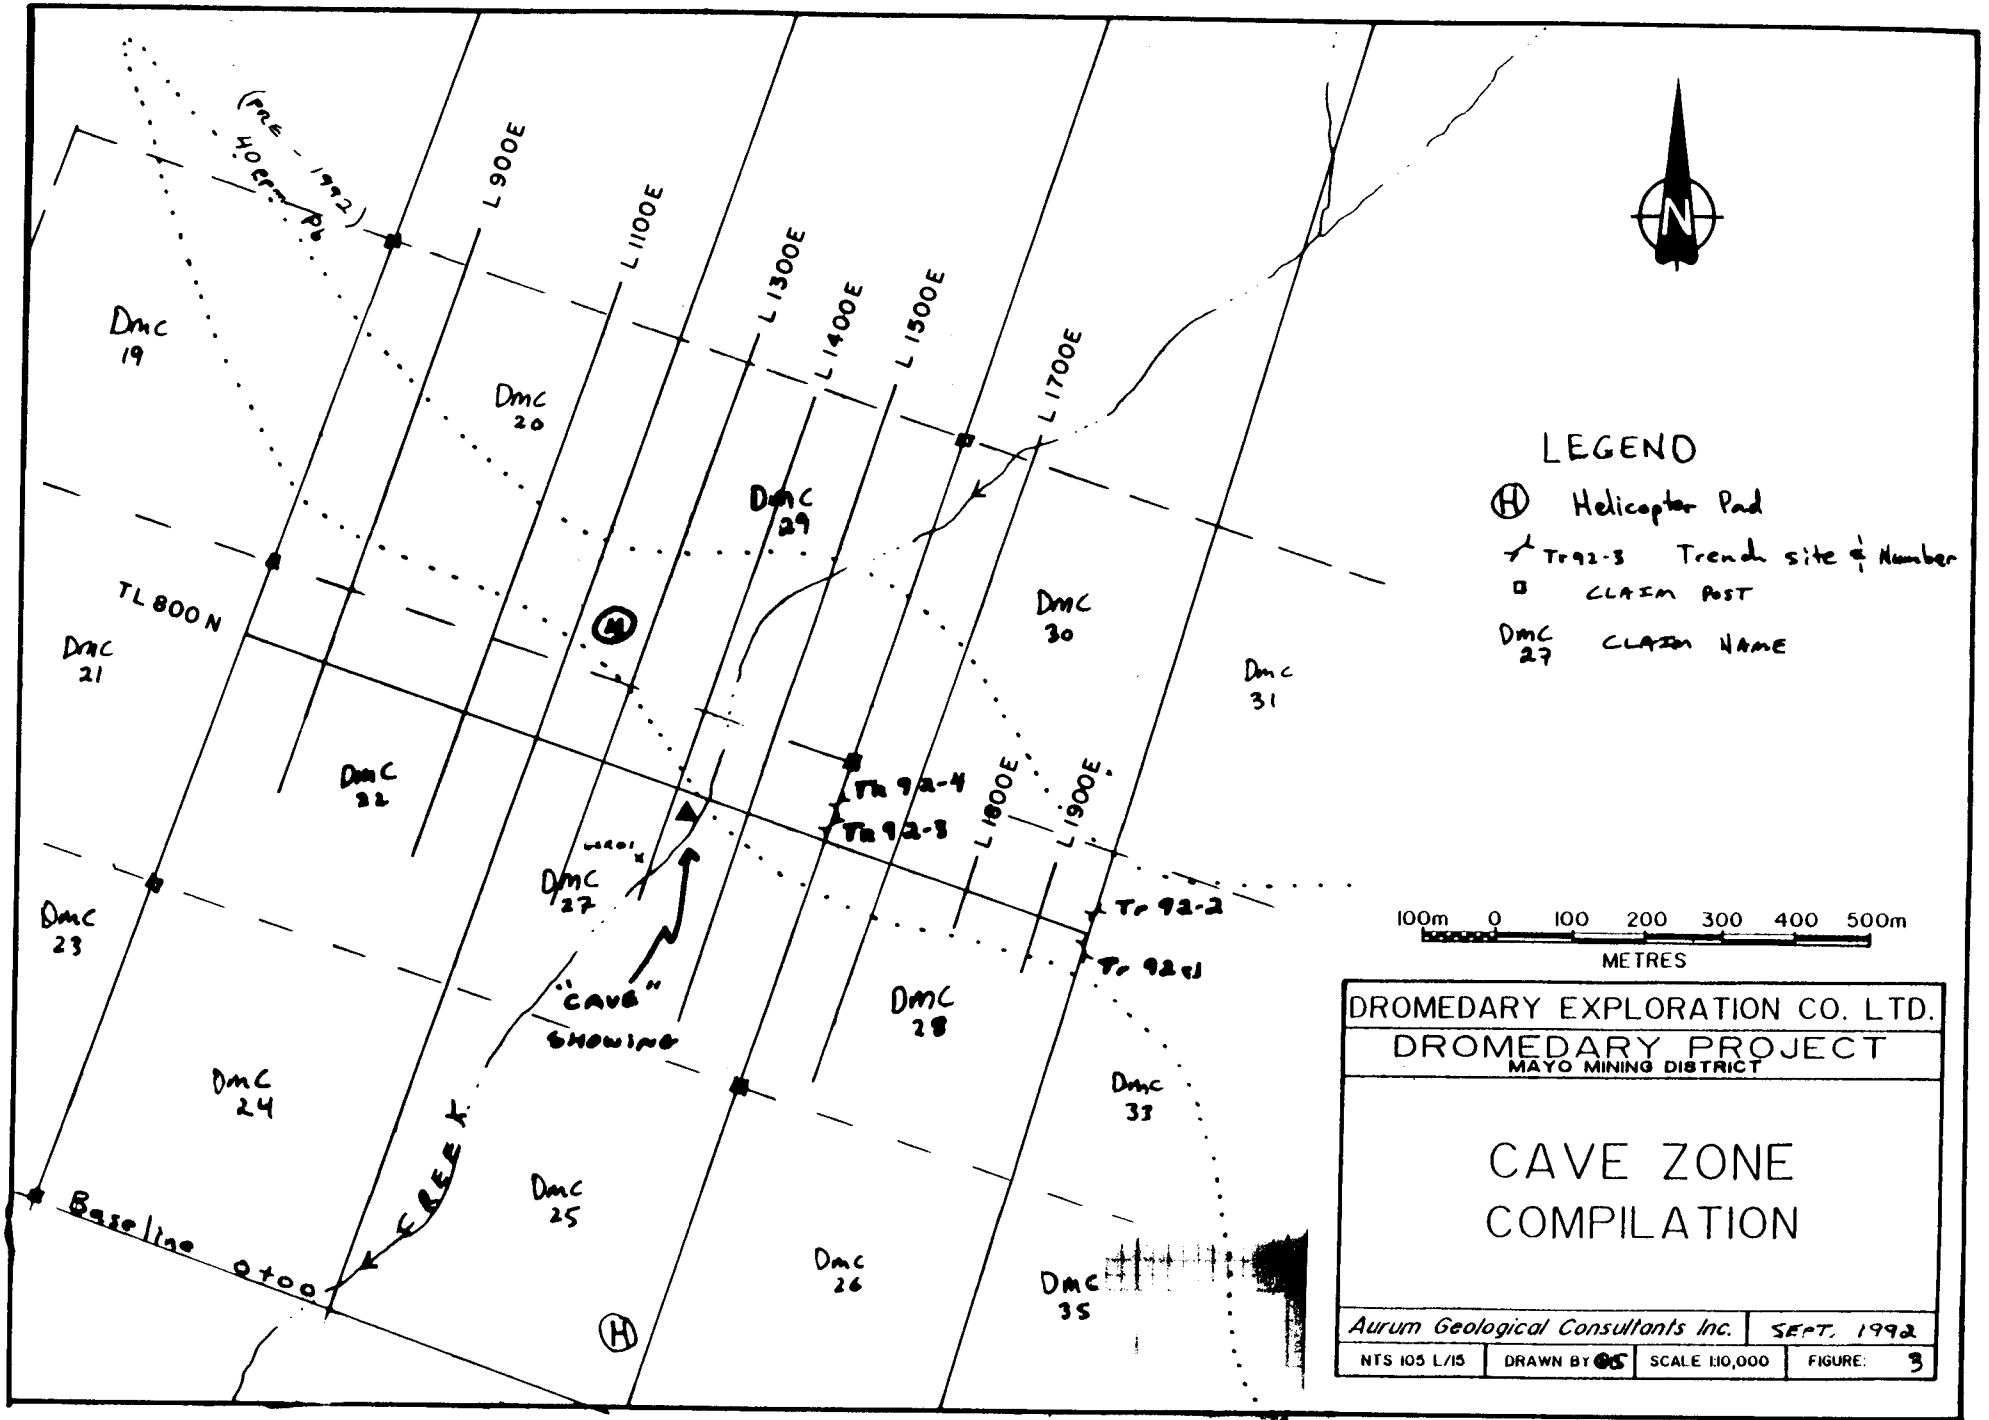 (PRE - 1992)
40 ppm Pb
L 900E
L 1100E
L 1300E
L 1400E
L 1500E
L 1700E
N
Dmc
19
Dmc
20
Dmc
29
LEGEND
H Helicopter Pad
Tr 92-3 Trench site & Number
CLAIM POST
Dmc
27
CLAIM NAME
TL 800 N
Dmc
21
H
Dmc
30
Dmc
31
Dmc
22
L 1800E
L 1900E
TR 92-4
TR 92-3
Dmc
27
Tr 92-2
Tr 92-1
Dmc
23
"CAVE"
SHOWING
Dmc
28
100m 0 100 200 300 400 500m
METRES
Dmc
24
Dmc
33
CREEK
Dmc
25
Baseline 0+00
Dmc
26
Dmc
35
H
DROMEDARY EXPLORATION CO. LTD.
DROMEDARY PROJECT
MAYO MINING DISTRICT
CAVE ZONE
COMPILATION
Aurum Geological Consultants Inc.
SEPT. 1992
NTS 105 L/15
DRAWN BY
SCALE 1:10,000
FIGURE: 3